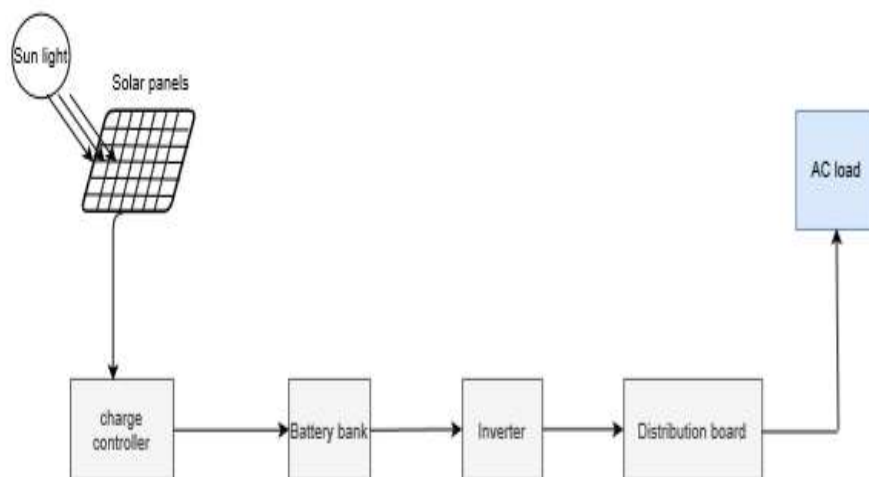 Sun light
Solar panels
AC load
charge
controller
Battery bank
Inverter
Distribution board